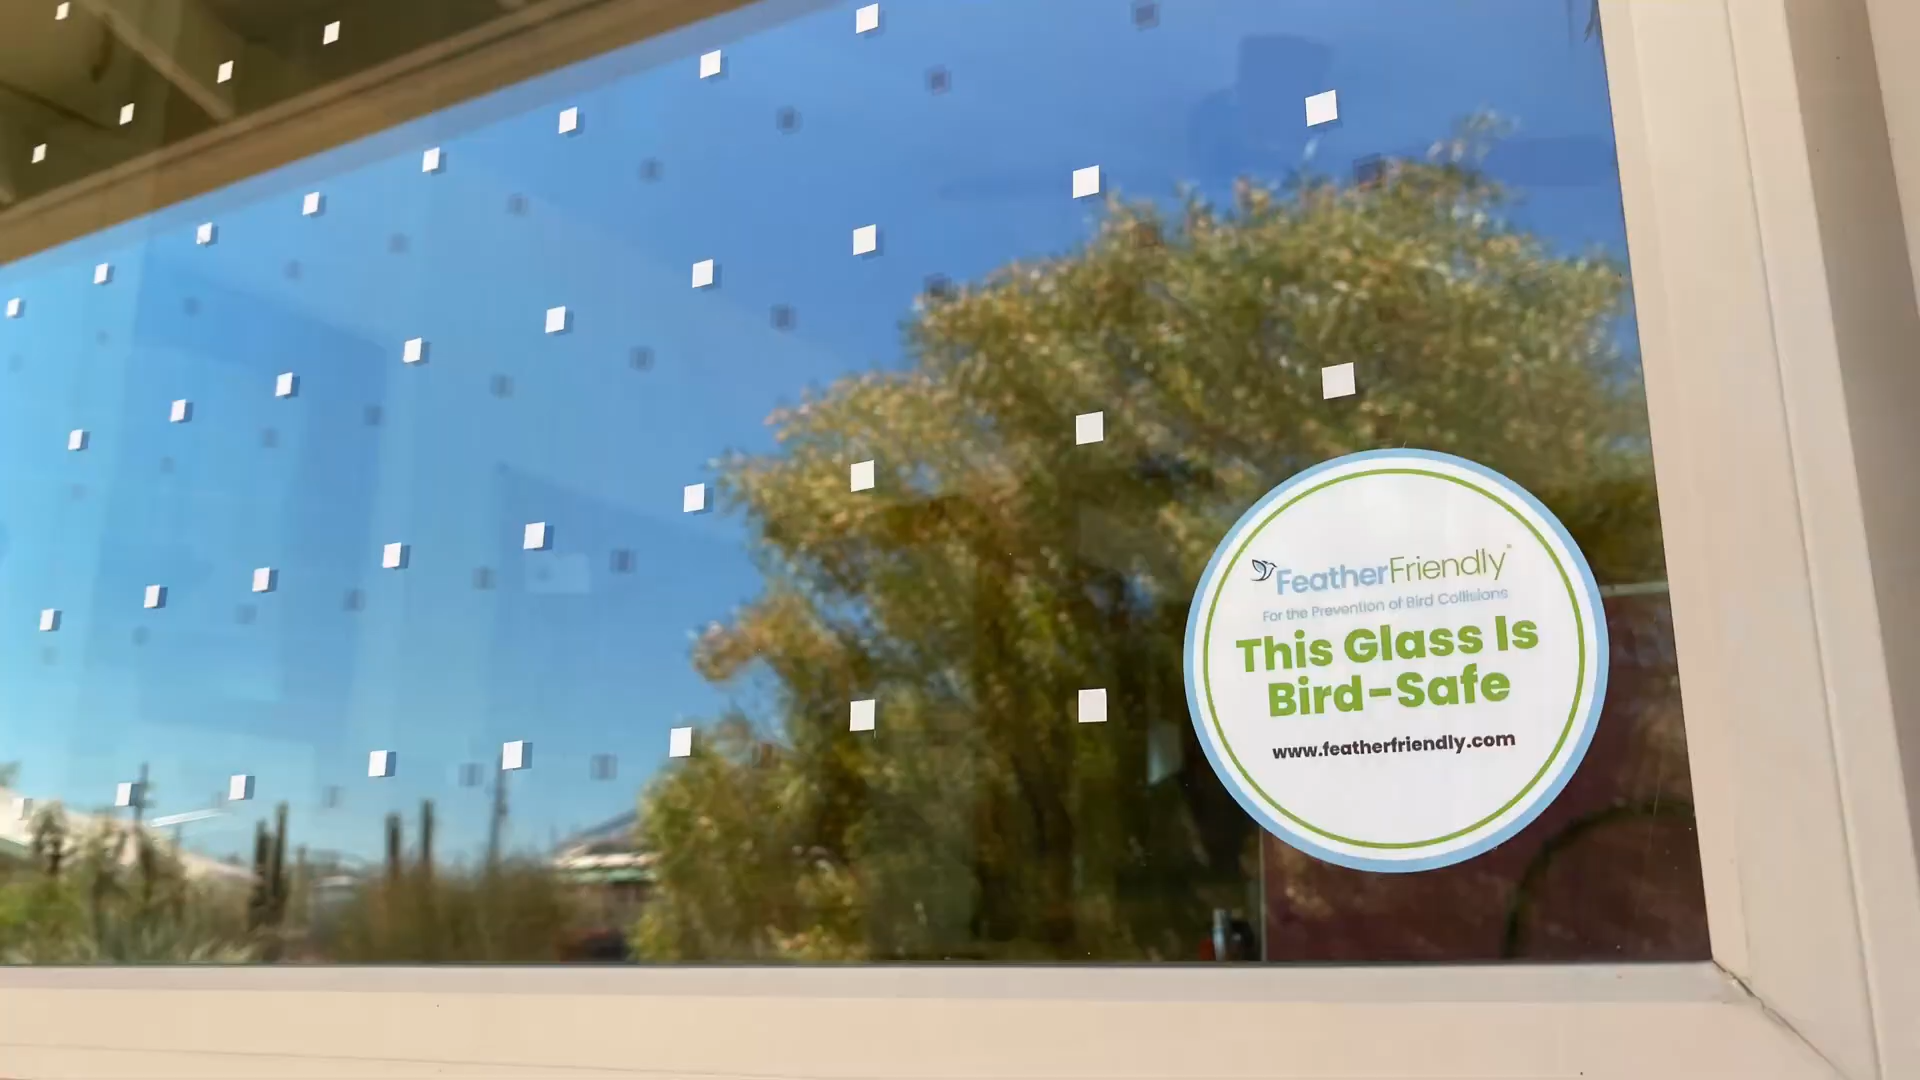 FeatherFriendly
For the Prevention of Bird Collisions
This Glass Is
Bird-Safe
www.featherfriendly.com